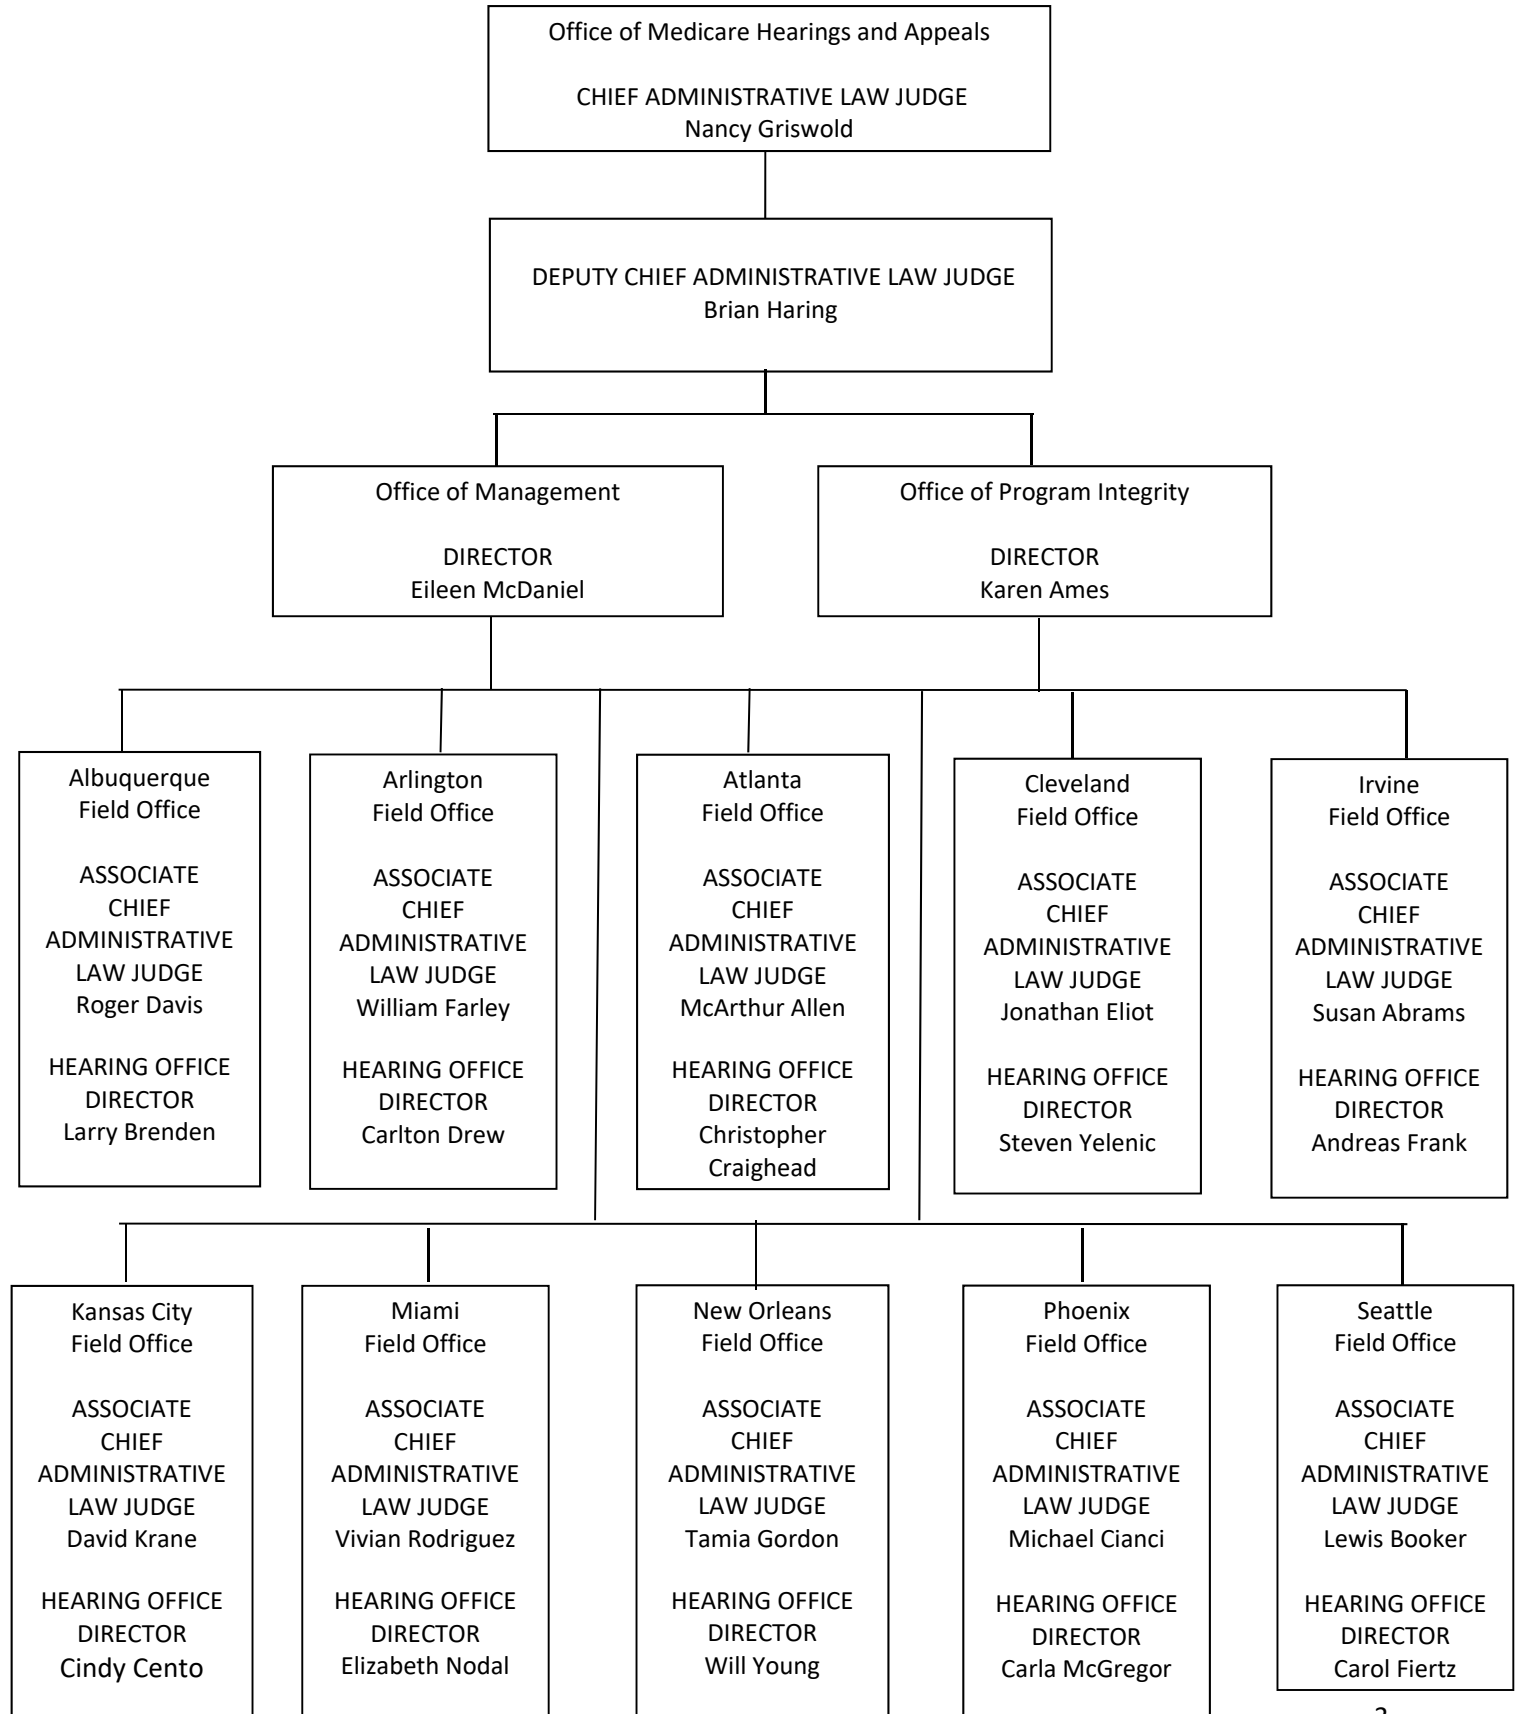 Office of Medicare Hearings and Appeals
CHIEF ADMINISTRATIVE LAW JUDGE
Nancy Griswold
DEPUTY CHIEF ADMINISTRATIVE LAW JUDGE
Brian Haring
Office of Management
DIRECTOR
Eileen McDaniel
Office of Program Integrity
DIRECTOR
Karen Ames
Albuquerque
Field Office
ASSOCIATE
CHIEF
ADMINISTRATIVE
LAW JUDGE
Roger Davis
HEARING OFFICE
DIRECTOR
Larry Brenden
Arlington
Field Office
ASSOCIATE
CHIEF
ADMINISTRATIVE
LAW JUDGE
William Farley
HEARING OFFICE
DIRECTOR
Carlton Drew
Atlanta
Field Office
ASSOCIATE
CHIEF
ADMINISTRATIVE
LAW JUDGE
McArthur Allen
HEARING OFFICE
DIRECTOR
Christopher
Craighead
Cleveland
Field Office
ASSOCIATE
CHIEF
ADMINISTRATIVE
LAW JUDGE
Jonathan Eliot
HEARING OFFICE
DIRECTOR
Steven Yelenic
Irvine
Field Office
ASSOCIATE
CHIEF
ADMINISTRATIVE
LAW JUDGE
Susan Abrams
HEARING OFFICE
DIRECTOR
Andreas Frank
Kansas City
Field Office
ASSOCIATE
CHIEF
ADMINISTRATIVE
LAW JUDGE
David Krane
HEARING OFFICE
DIRECTOR
Cindy Cento
Miami
Field Office
ASSOCIATE
CHIEF
ADMINISTRATIVE
LAW JUDGE
Vivian Rodriguez
HEARING OFFICE
DIRECTOR
Elizabeth Nodal
New Orleans
Field Office
ASSOCIATE
CHIEF
ADMINISTRATIVE
LAW JUDGE
Tamia Gordon
HEARING OFFICE
DIRECTOR
Will Young
Phoenix
Field Office
ASSOCIATE
CHIEF
ADMINISTRATIVE
LAW JUDGE
Michael Cianci
HEARING OFFICE
DIRECTOR
Carla McGregor
Seattle
Field Office
ASSOCIATE
CHIEF
ADMINISTRATIVE
LAW JUDGE
Lewis Booker
HEARING OFFICE
DIRECTOR
Carol Fiertz